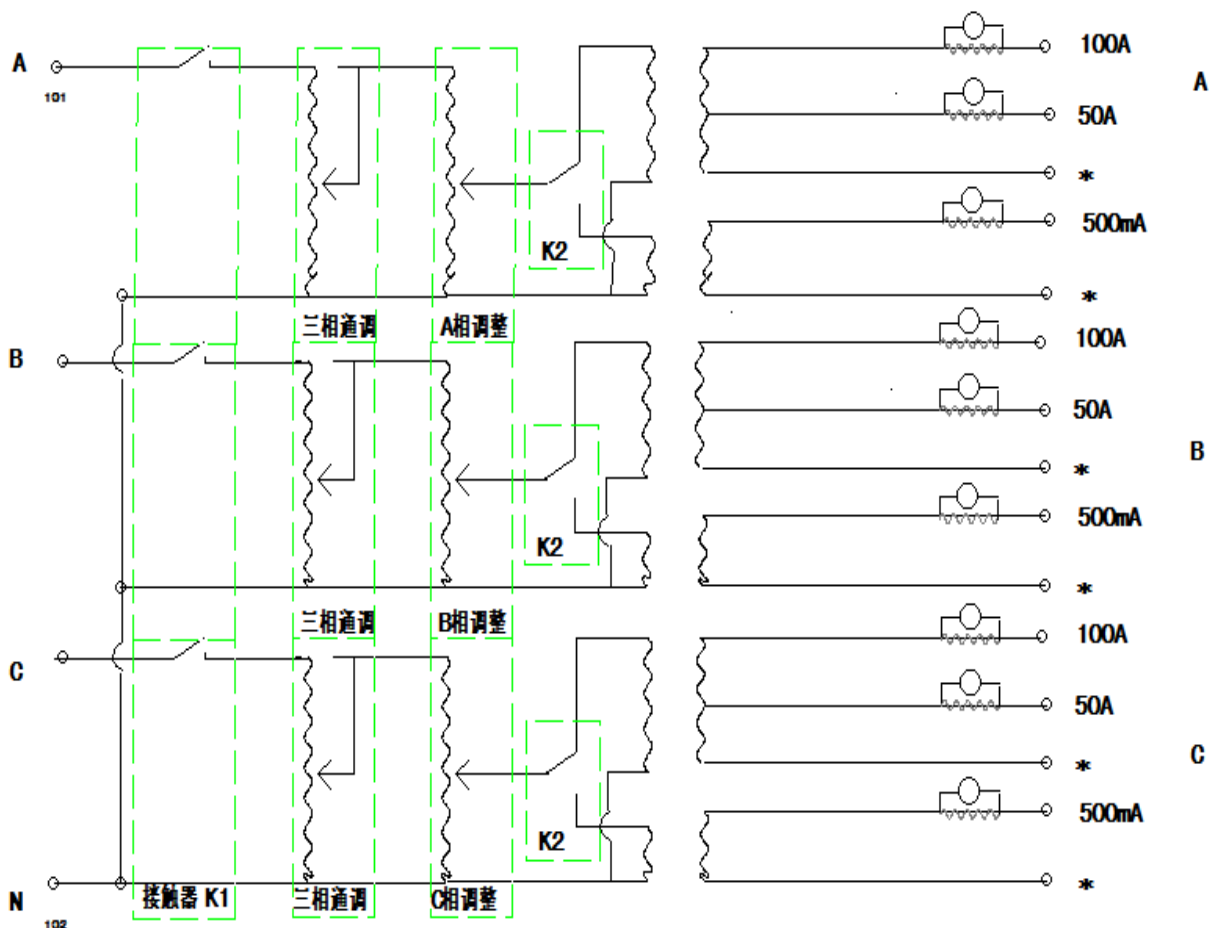 A
101
100A
A
50A
*
500mA
K2
*
三相通调 A相调整
B
100A
50A
B
*
500mA
K2
*
三相通调 B相调整
C
100A
50A
C
*
500mA
K2
*
N
102
接触器 K1 三相通调 C相调整